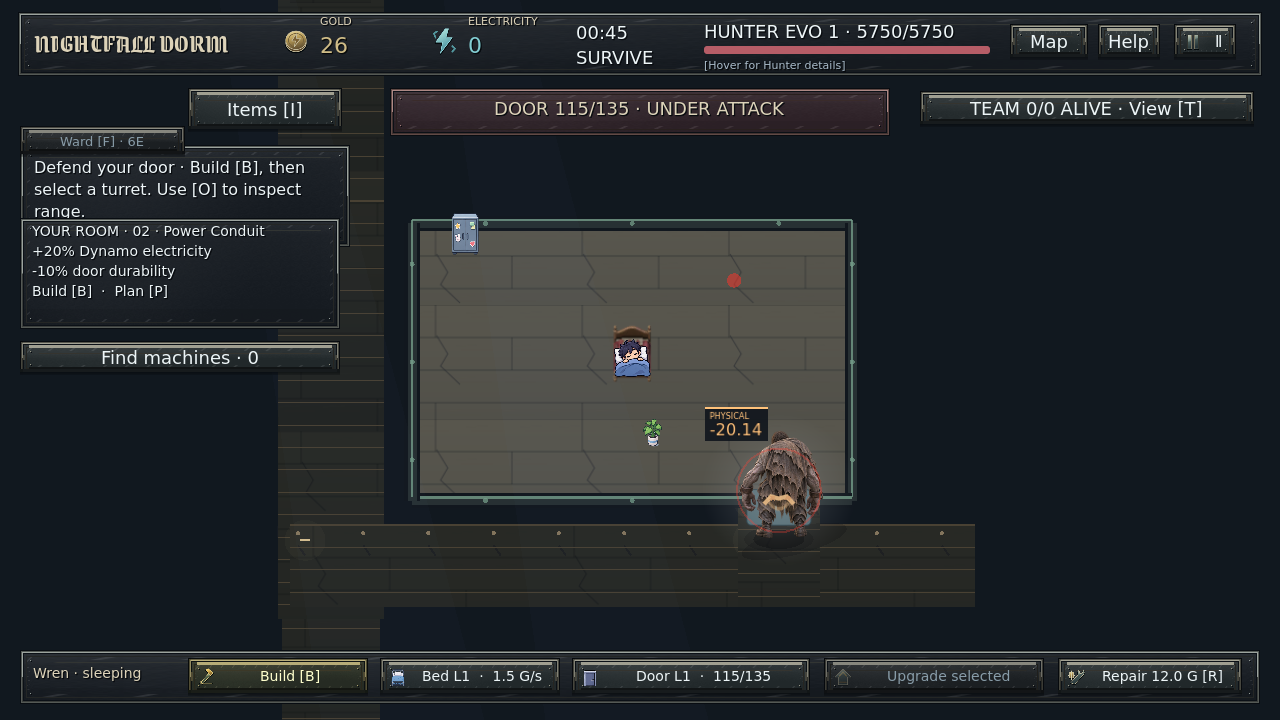 NIGHTFALL DORM
GOLD
26
ELECTRICITY
0
00:45
SURVIVE
HUNTER EVO 1 · 5750/5750
[Hover for Hunter details]
Map
Help
II
Items [I]
DOOR 115/135 · UNDER ATTACK
TEAM 0/0 ALIVE · View [T]
Ward [F] · 6E
Defend your door · Build [B], then
select a turret. Use [O] to inspect
range.
YOUR ROOM · 02 · Power Conduit
+20% Dynamo electricity
-10% door durability
Build [B] · Plan [P]
Find machines · 0
PHYSICAL
-20.14
Wren · sleeping
Build [B]
Bed L1 · 1.5 G/s
Door L1 · 115/135
Upgrade selected
Repair 12.0 G [R]